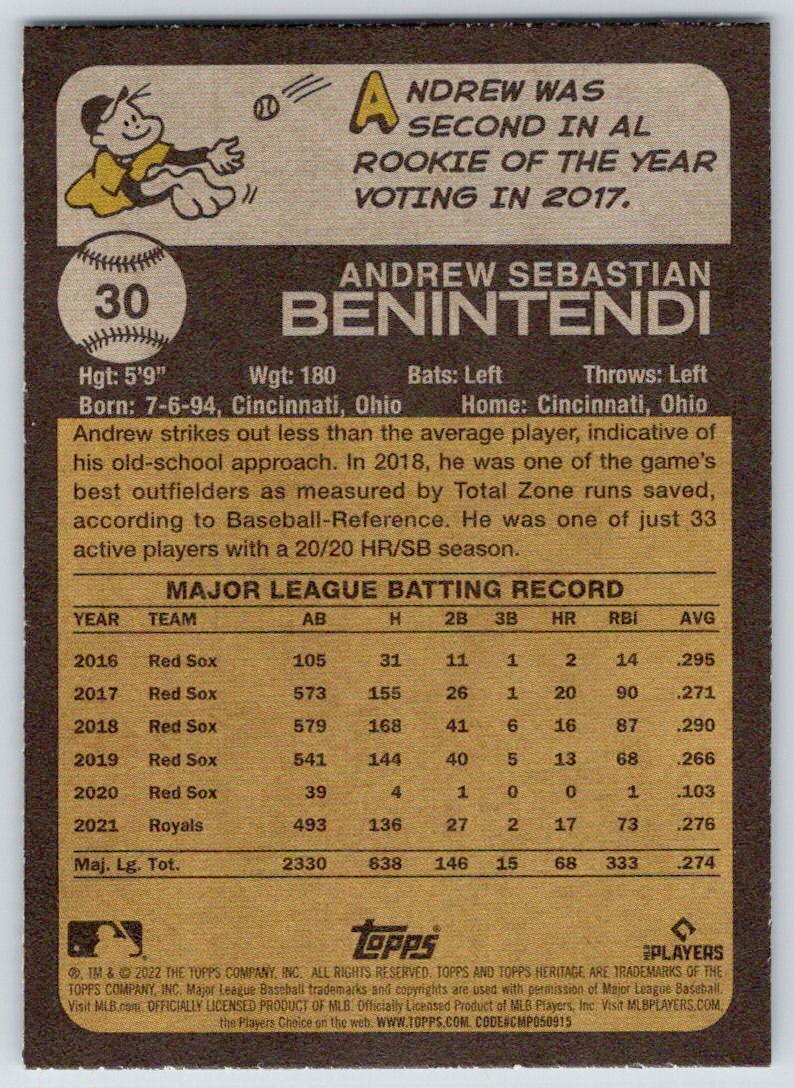 ANDREW WAS
SECOND IN AL
ROOKIE OF THE YEAR
VOTING IN 2017.
30
ANDREW SEBASTIAN
BENINTENDI
Hgt: 5'9" Wgt: 180 Bats: Left Throws: Left
Born: 7-6-94, Cincinnati, Ohio Home: Cincinnati, Ohio
Andrew strikes out less than the average player, indicative of
his old-school approach. In 2018, he was one of the game's
best outfielders as measured by Total Zone runs saved,
according to Baseball-Reference. He was one of just 33
active players with a 20/20 HR/SB season.
MAJOR LEAGUE BATTING RECORD
YEAR TEAM AB H 2B 3B HR RBI AVG
2016 Red Sox 105 31 11 1 2 14 .295
2017 Red Sox 573 155 26 1 20 90 .271
2018 Red Sox 579 168 41 6 16 87 .290
2019 Red Sox 541 144 40 5 13 68 .266
2020 Red Sox 39 4 1 0 0 1 .103
2021 Royals 493 136 27 2 17 73 .276
Maj. Lg. Tot. 2330 638 146 15 68 333 .274
Topps
PLAYERS
®, TM & © 2022 THE TOPPS COMPANY, INC. ALL RIGHTS RESERVED. TOPPS AND TOPPS HERITAGE ARE TRADEMARKS OF THE
TOPPS COMPANY, INC. Major League Baseball trademarks and copyrights are used with permission of Major League Baseball.
Visit MLB.com. OFFICIALLY LICENSED PRODUCT OF MLB. Officially Licensed Product of MLB Players, Inc. Visit MLBPLAYERS.COM,
the Players Choice on the web. WWW.TOPPS.COM. CODE#CMP050915